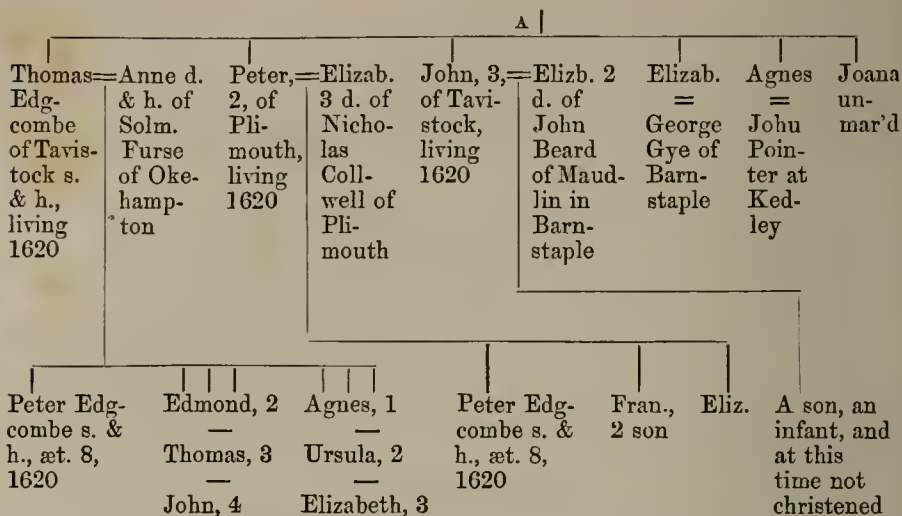 A
Thomas=
Edg-
combe
of Tavis-
tock s.
& h.,
living
1620
Anne d.
& h. of
Solm.
Furse
of Oke-
hamp-
ton
Peter,=
2, of
Pli-
mouth,
living
1620
Elizab.
3 d. of
Nicho-
las
Coll-
well of
Pli-
mouth
John, 3,=
of Tavi-
stock,
living
1620
Elizb. 2
d. of
John
Beard
of Maud-
lin in
Barn-
staple
Elizab.
=
George
Gye of
Barn-
staple
Agnes
=
Johu
Poin-
ter at
Ked-
ley
Joana
un-
mar'd
Peter Edg-
combe s. &
h., æt. 8,
1620
Edmond, 2
—
Thomas, 3
—
John, 4
Agnes, 1
—
Ursula, 2
—
Elizabeth, 3
Peter Edg-
combe s. &
h., æt. 8,
1620
Fran.,
2 son
Eliz.
A son, an
infant, and
at this
time not
christened